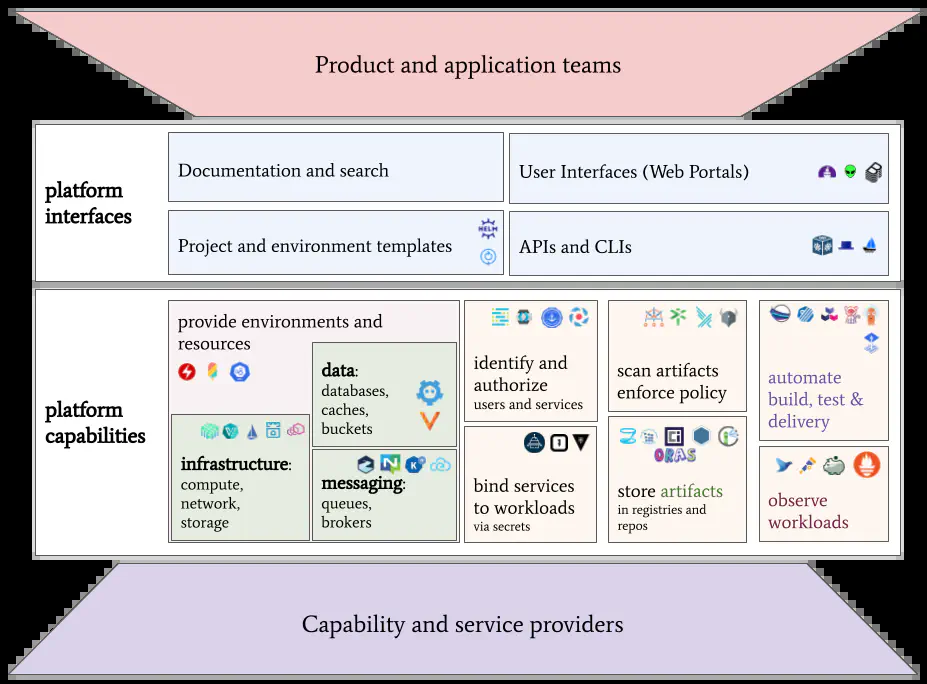 Product and application teams
platform
interfaces
Documentation and search
User Interfaces (Web Portals)
Project and environment templates
HELM
APIs and CLIs
platform
capabilities
provide environments and
resources
data:
databases,
caches,
buckets
infrastructure:
compute,
network,
storage
messaging:
queues,
brokers
identify and
authorize
users and services
bind services
to workloads
via secrets
scan artifacts
enforce policy
ORAS
store artifacts
in registries and
repos
automate
build, test &
delivery
observe
workloads
Capability and service providers